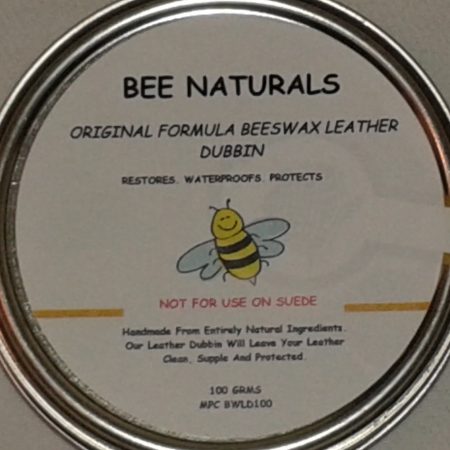 BEE NATURALS
ORIGINAL FORMULA BEESWAX LEATHER
DUBBIN
RESTORES. WATERPROOFS. PROTECTS
NOT FOR USE ON SUEDE
Handmade From Entirely Natural Ingredients.
Our Leather Dubbin Will Leave Your Leather
Clean, Supple And Protected.
100 GRMS
MPC BWLD100